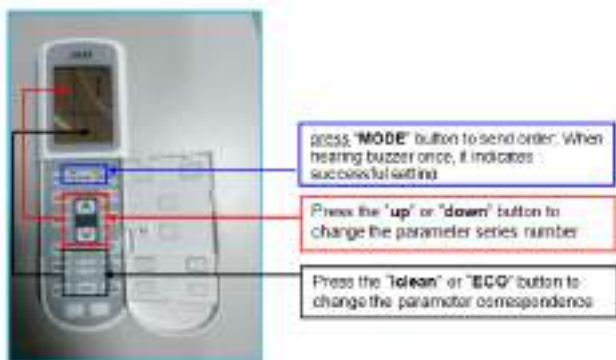 press "MODE" button to send order. When
hearing buzzer once, it indicates
successful setting
Press the "up" or "down" button to
change the parameter series number
Press the "Iclean" or "ECO" button to
change the parameter correspondence